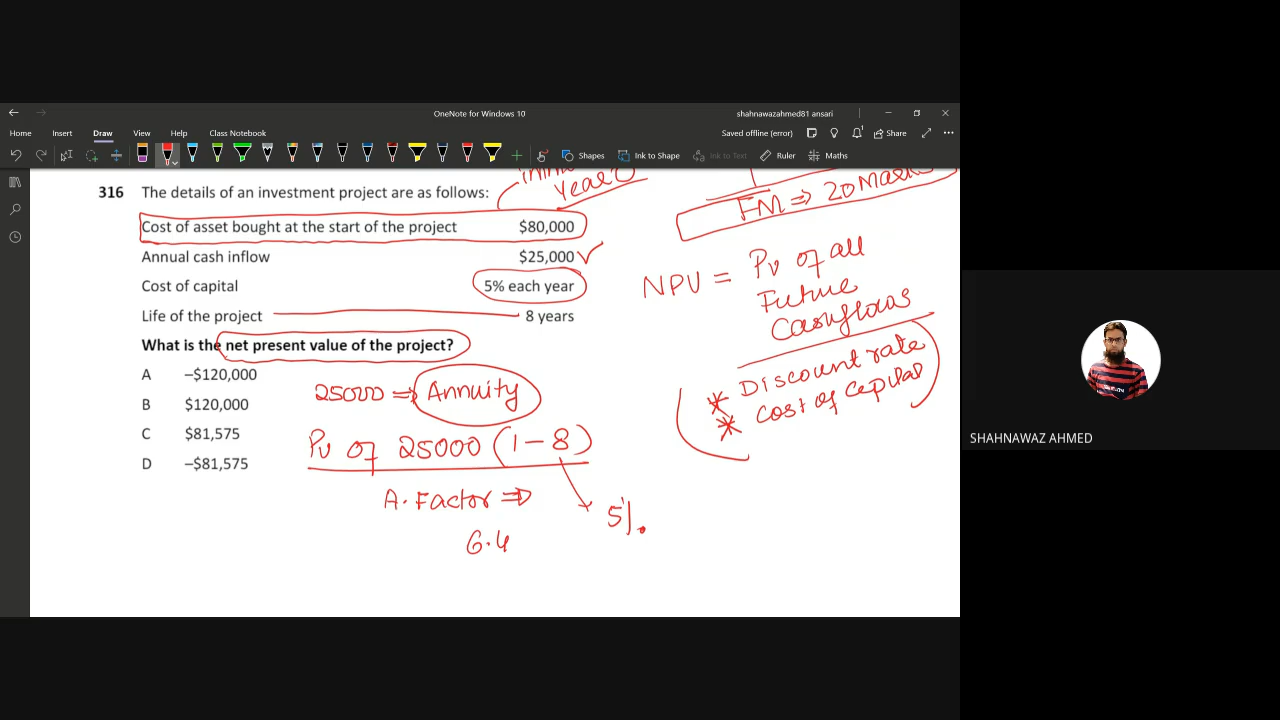 OneNote for Windows 10
shahnawazahmed81 ansari
Home Insert Draw View Help Class Notebook
Saved offline (error)
Share
Shapes
Ink to Shape
Ink to Text
Ruler
Maths
316 The details of an investment project are as follows:
Year 0
Cost of asset bought at the start of the project $80,000
Annual cash inflow $25,000
Cost of capital 5% each year
Life of the project 8 years
What is the net present value of the project?
A –$120,000
B $120,000
C $81,575
D –$81,575
25000 ⇒ Annuity
Pv of 25000 (1-8)
A. Factor ⇒
5%.
6.4
FM ⇒ 20 Marks
NPV = Pv of all
Future
Cashflows
* Discount rate
* Cost of Capital
SHAHNAWAZ AHMED